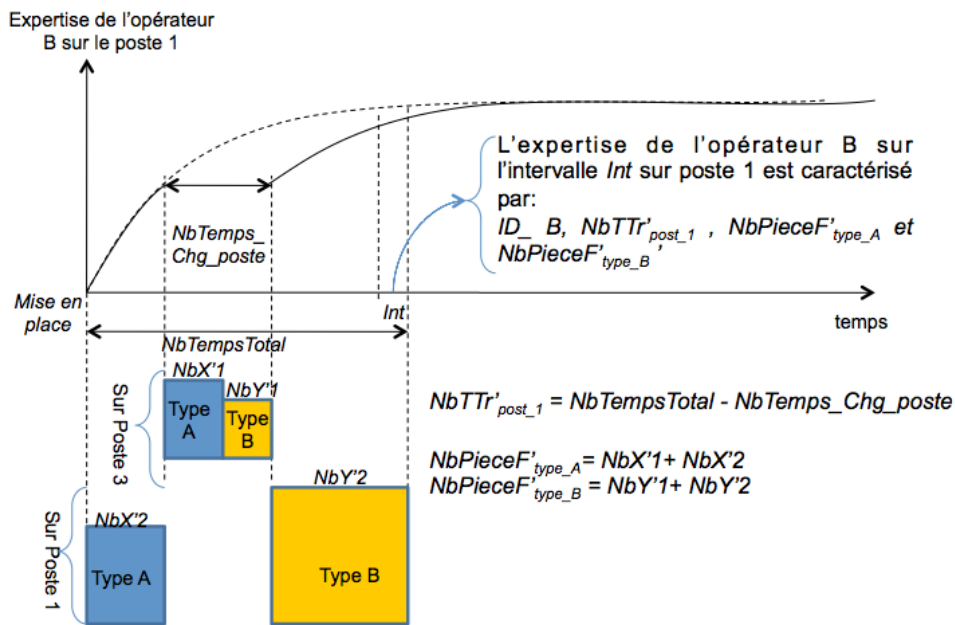 Expertise de l'opérateur
B sur le poste 1
L'expertise de l'opérateur B sur
l'intervalle Int sur poste 1 est caractérisé
par:
ID_ B, NbTTr'post_1 , NbPieceF'type_A et
NbPieceF'type_B '
NbTemps_
Chg_poste
Mise en
place
Int
temps
NbTempsTotal
NbX'1
NbY'1
Sur Poste 3
Type
A
Type
B
NbTTr'post_1 = NbTempsTotal - NbTemps_Chg_poste
NbPieceF'type_A= NbX'1+ NbX'2
NbPieceF'type_B = NbY'1+ NbY'2
NbY'2
NbX'2
Sur Poste 1
Type A
Type B